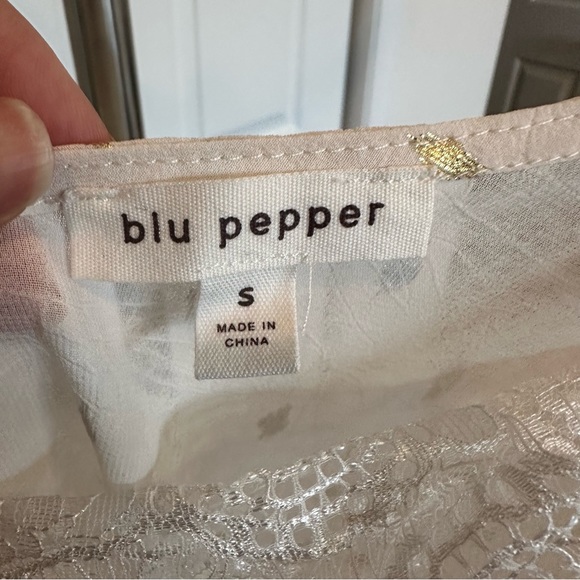 blu pepper
S
MADE IN
CHINA